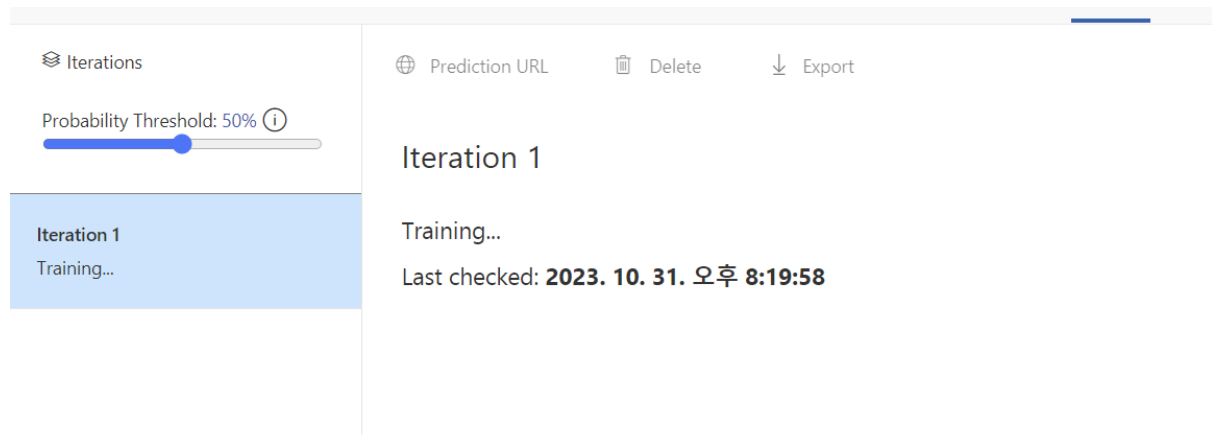 Iterations
Probability Threshold: 50%
Iteration 1
Training...
Prediction URL Delete Export
Iteration 1
Training...
Last checked: 2023. 10. 31. 오후 8:19:58